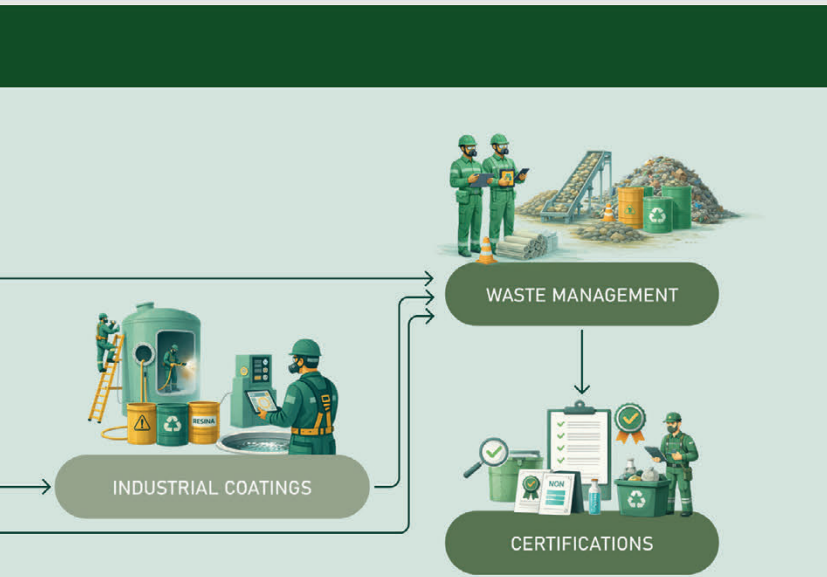 WASTE MANAGEMENT
RESINA
INDUSTRIAL COATINGS
NON
CERTIFICATIONS